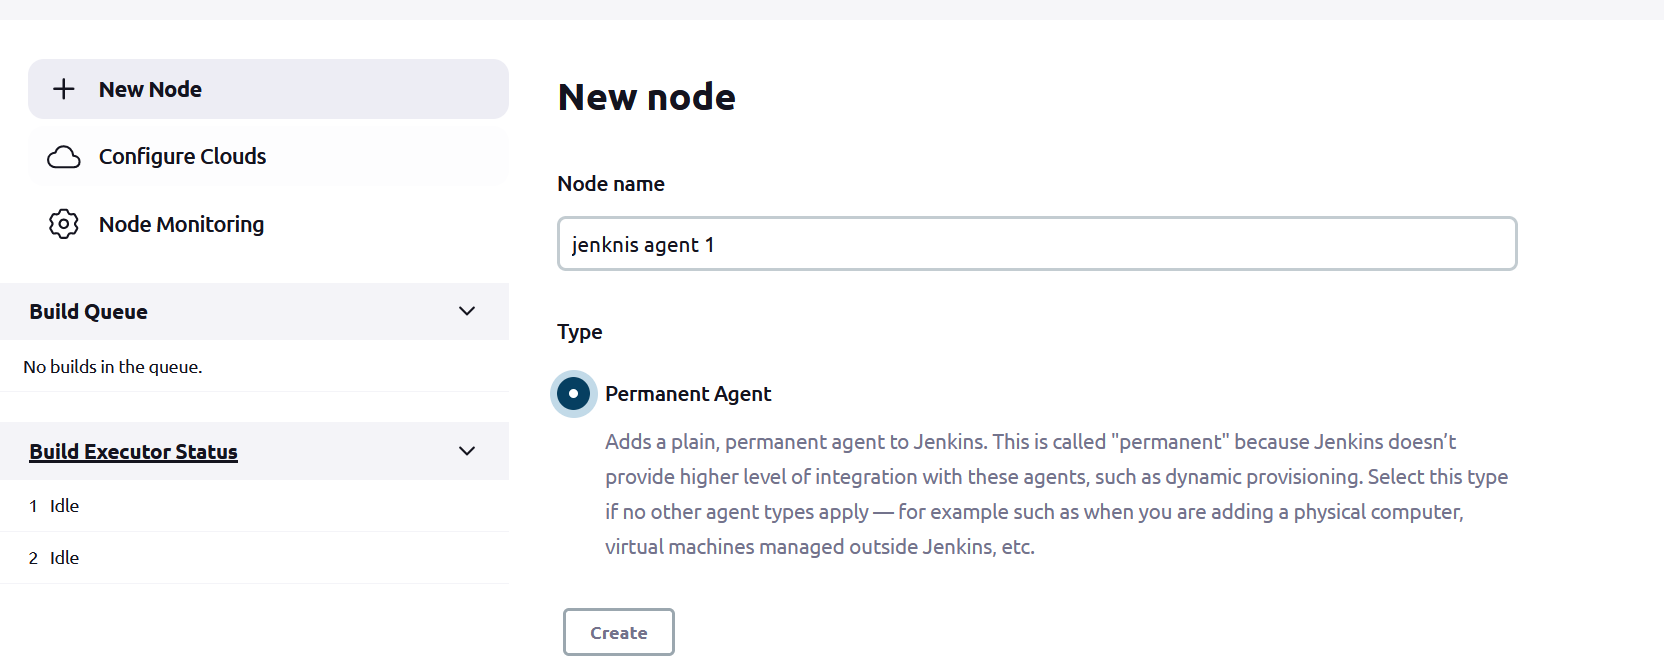 New Node
Configure Clouds
Node Monitoring
Build Queue
No builds in the queue.
Build Executor Status
1 Idle
2 Idle
New node
Node name
jenknis agent 1
Type
Permanent Agent
Adds a plain, permanent agent to Jenkins. This is called "permanent" because Jenkins doesn’t
provide higher level of integration with these agents, such as dynamic provisioning. Select this type
if no other agent types apply — for example such as when you are adding a physical computer,
virtual machines managed outside Jenkins, etc.
Create